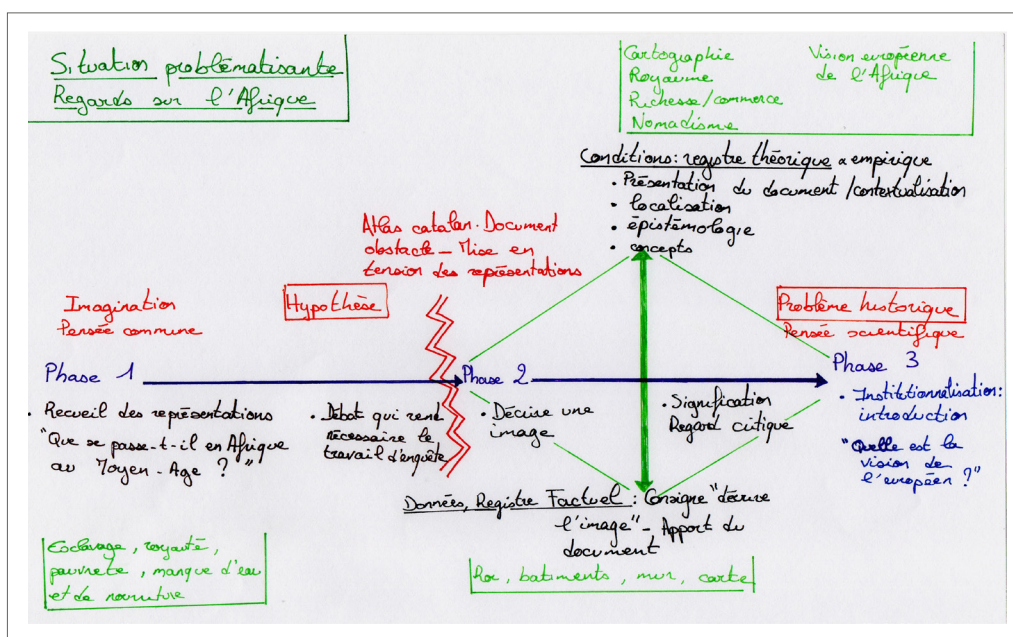 Situation problématisante
Regards sur l'Afrique
Cartographie
Royaume
Richesse/commerce
Nomadisme
Vision européenne
de l'Afrique
Conditions: registre théorique empirique
• Présentation du document/contextualisation
• localisation
• épistémologie
• concepts
Atlas catalan. Document
obstacle - Mise en
tension des représentations
Imagination
Pensée commune
Hypothèse
Problème historique
Pensée scientifique
Phase 1
Phase 2
Phase 3
• Recueil des représentations
"Que se passe-t-il en Afrique
au Moyen-Age ?"
• Débat qui rend
nécessaire le
travail d'enquête
• Décrire une
image
• Signification
Regard critique
• Institutionnalisation:
introduction
"Quelle est la
vision de
l'européen ?"
Données, Registre Factuel : Consigne "décrire
l'image" - Apport du
document
Esclavage, royauté,
pauvreté, manque d'eau
et de nourriture
Roi, batiments, mur, carte